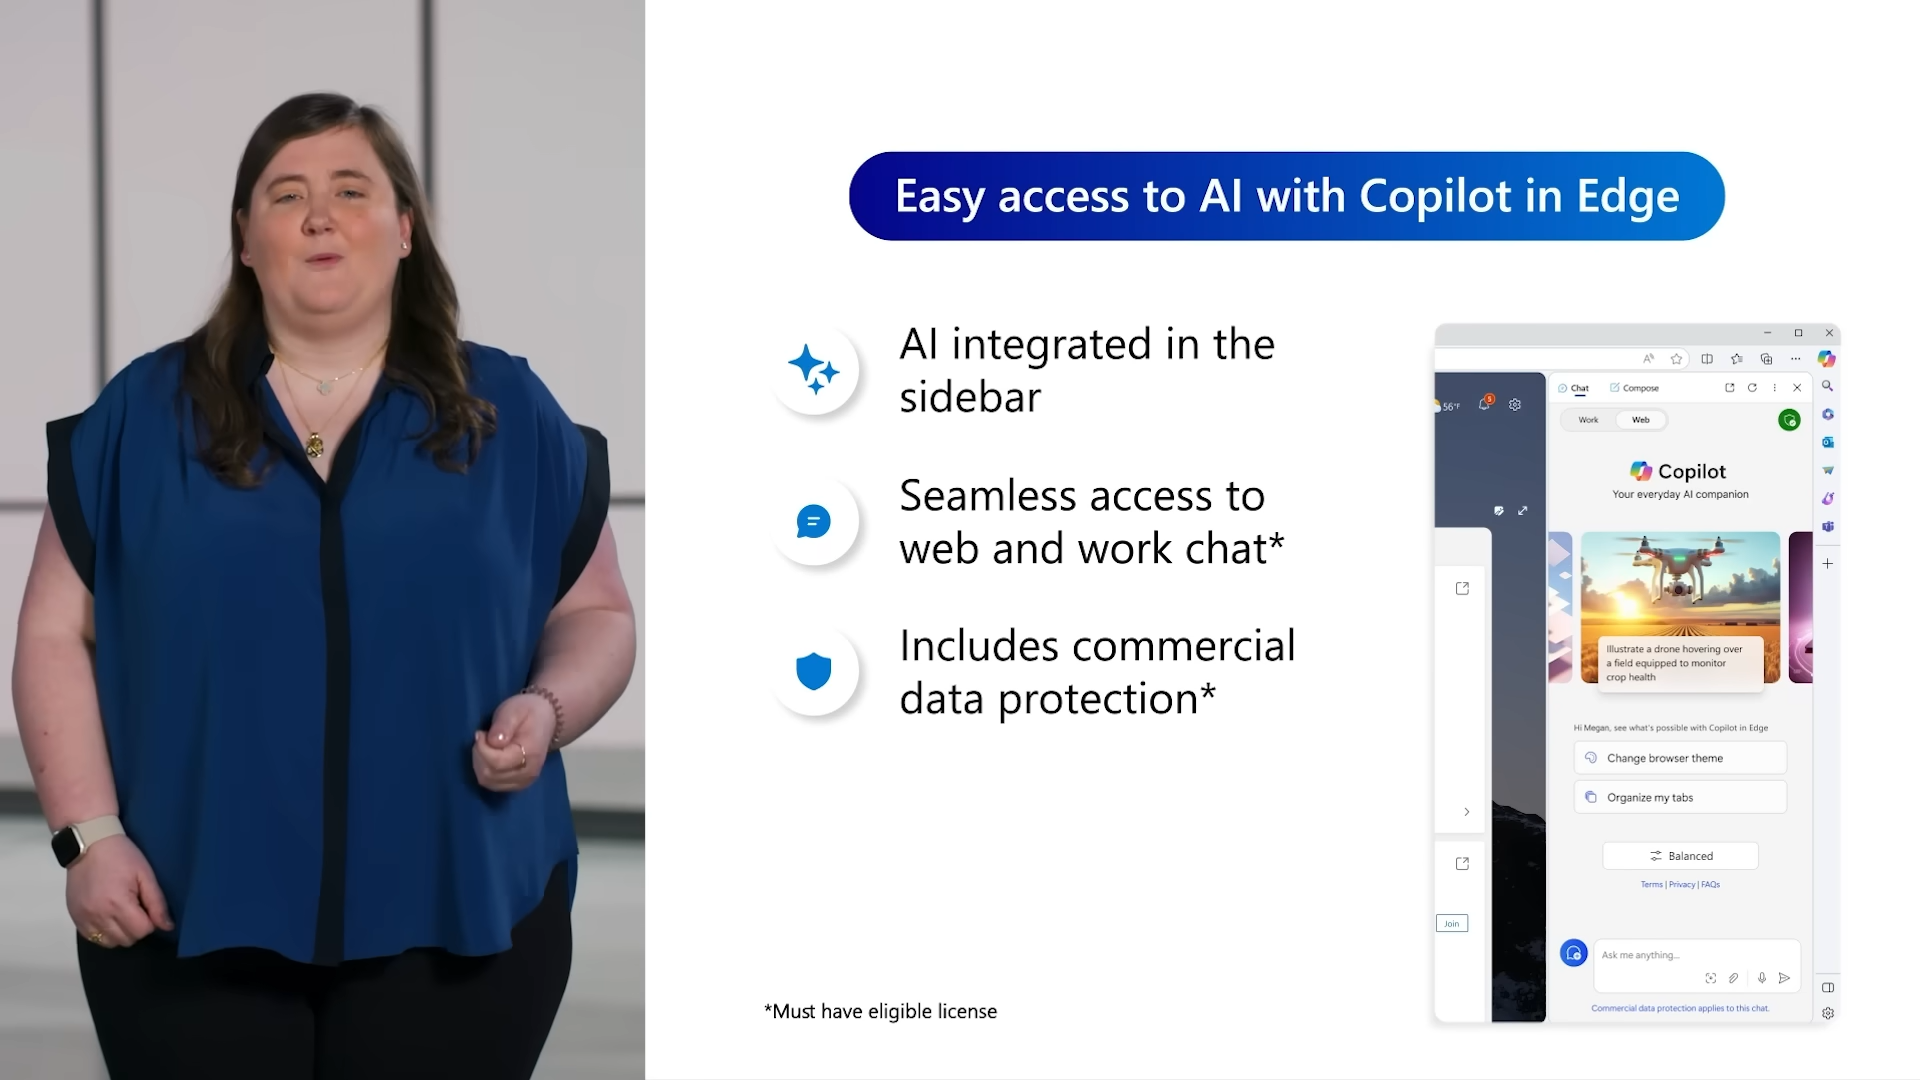 Easy access to AI with Copilot in Edge
AI integrated in the
sidebar
Seamless access to
web and work chat*
Includes commercial
data protection*
*Must have eligible license
56°F
5
Join
Chat
Compose
Work
Web
Copilot
Your everyday AI companion
Illustrate a drone hovering over
a field equipped to monitor
crop health
Hi Megan, see what's possible with Copilot in Edge
Change browser theme
Organize my tabs
Balanced
Terms | Privacy | FAQs
Ask me anything...
Commercial data protection applies to this chat.